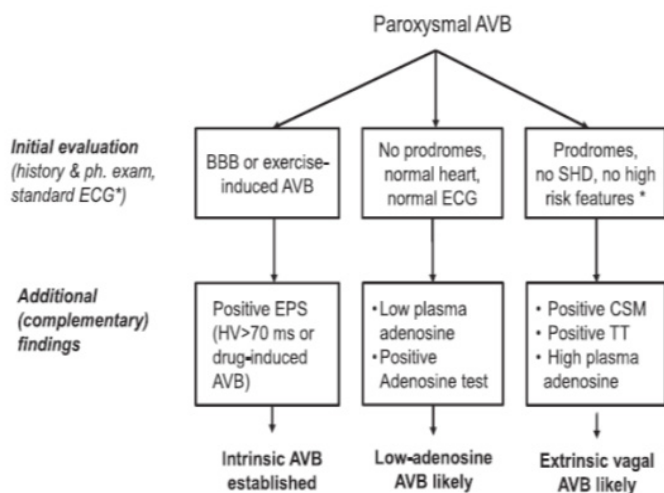 Paroxysmal AVB
Initial evaluation
(history & ph. exam,
standard ECG*)
BBB or exercise-
induced AVB
No prodromes,
normal heart,
normal ECG
Prodromes,
no SHD, no high
risk features *
Additional
(complementary)
findings
Positive EPS
(HV>70 ms or
drug-induced
AVB)
•Low plasma
adenosine
•Positive
Adenosine test
• Positive CSM
• Positive TT
• High plasma
adenosine
Intrinsic AVB
established
Low-adenosine
AVB likely
Extrinsic vagal
AVB likely